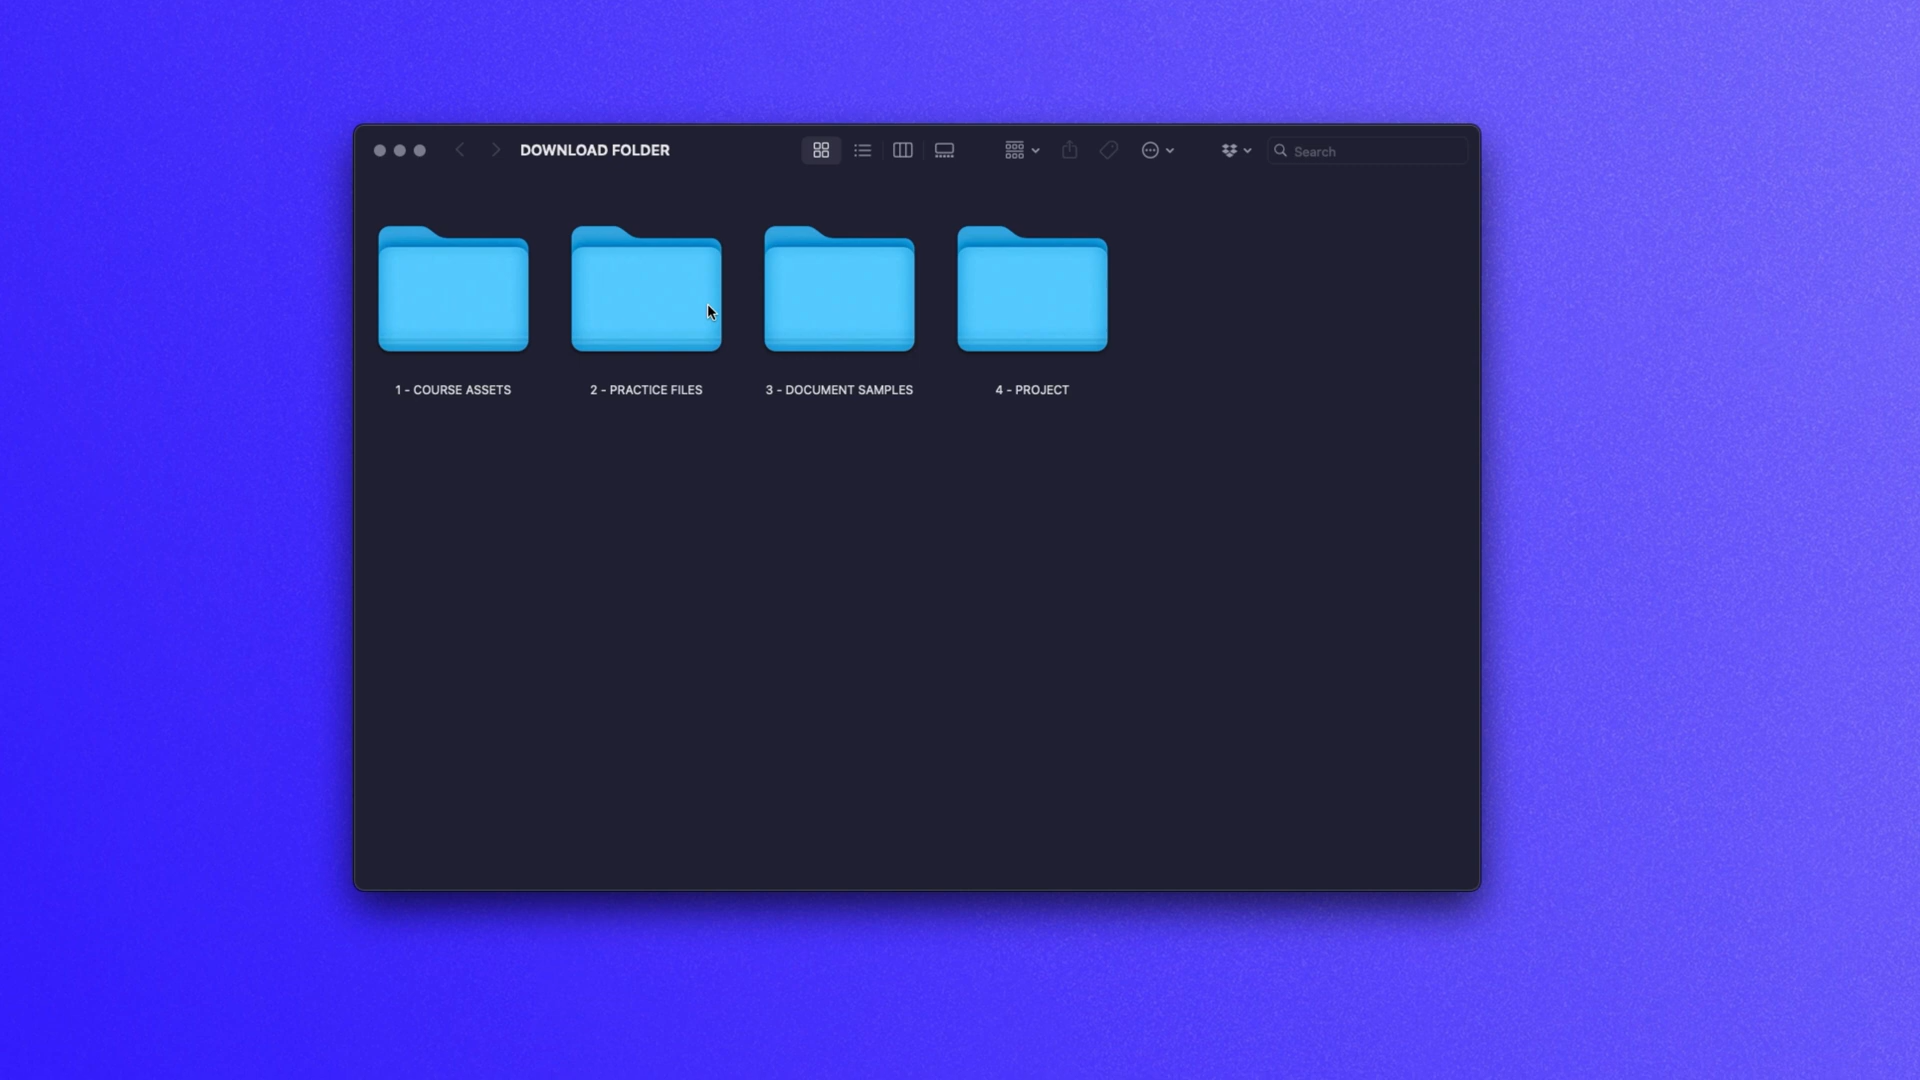 DOWNLOAD FOLDER
Search
1 - COURSE ASSETS
2 - PRACTICE FILES
3 - DOCUMENT SAMPLES
4 - PROJECT